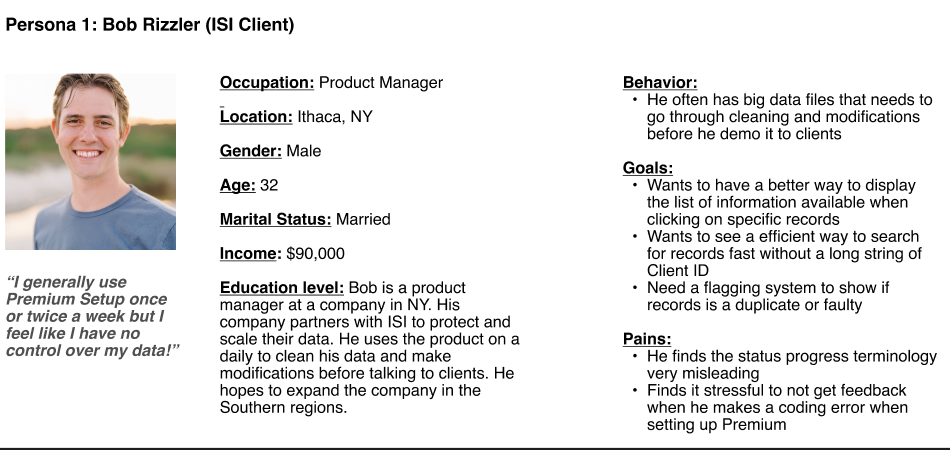 Persona 1: Bob Rizzler (ISI Client)
“I generally use
Premium Setup once
or twice a week but I
feel like I have no
control over my data!”
Occupation: Product Manager
Location: Ithaca, NY
Gender: Male
Age: 32
Marital Status: Married
Income: $90,000
Education level: Bob is a product
manager at a company in NY. His
company partners with ISI to protect and
scale their data. He uses the product on a
daily to clean his data and make
modifications before talking to clients. He
hopes to expand the company in the
Southern regions.
Behavior:
• He often has big data files that needs to
go through cleaning and modifications
before he demo it to clients
Goals:
• Wants to have a better way to display
the list of information available when
clicking on specific records
• Wants to see a efficient way to search
for records fast without a long string of
Client ID
• Need a flagging system to show if
records is a duplicate or faulty
Pains:
• He finds the status progress terminology
very misleading
• Finds it stressful to not get feedback
when he makes a coding error when
setting up Premium